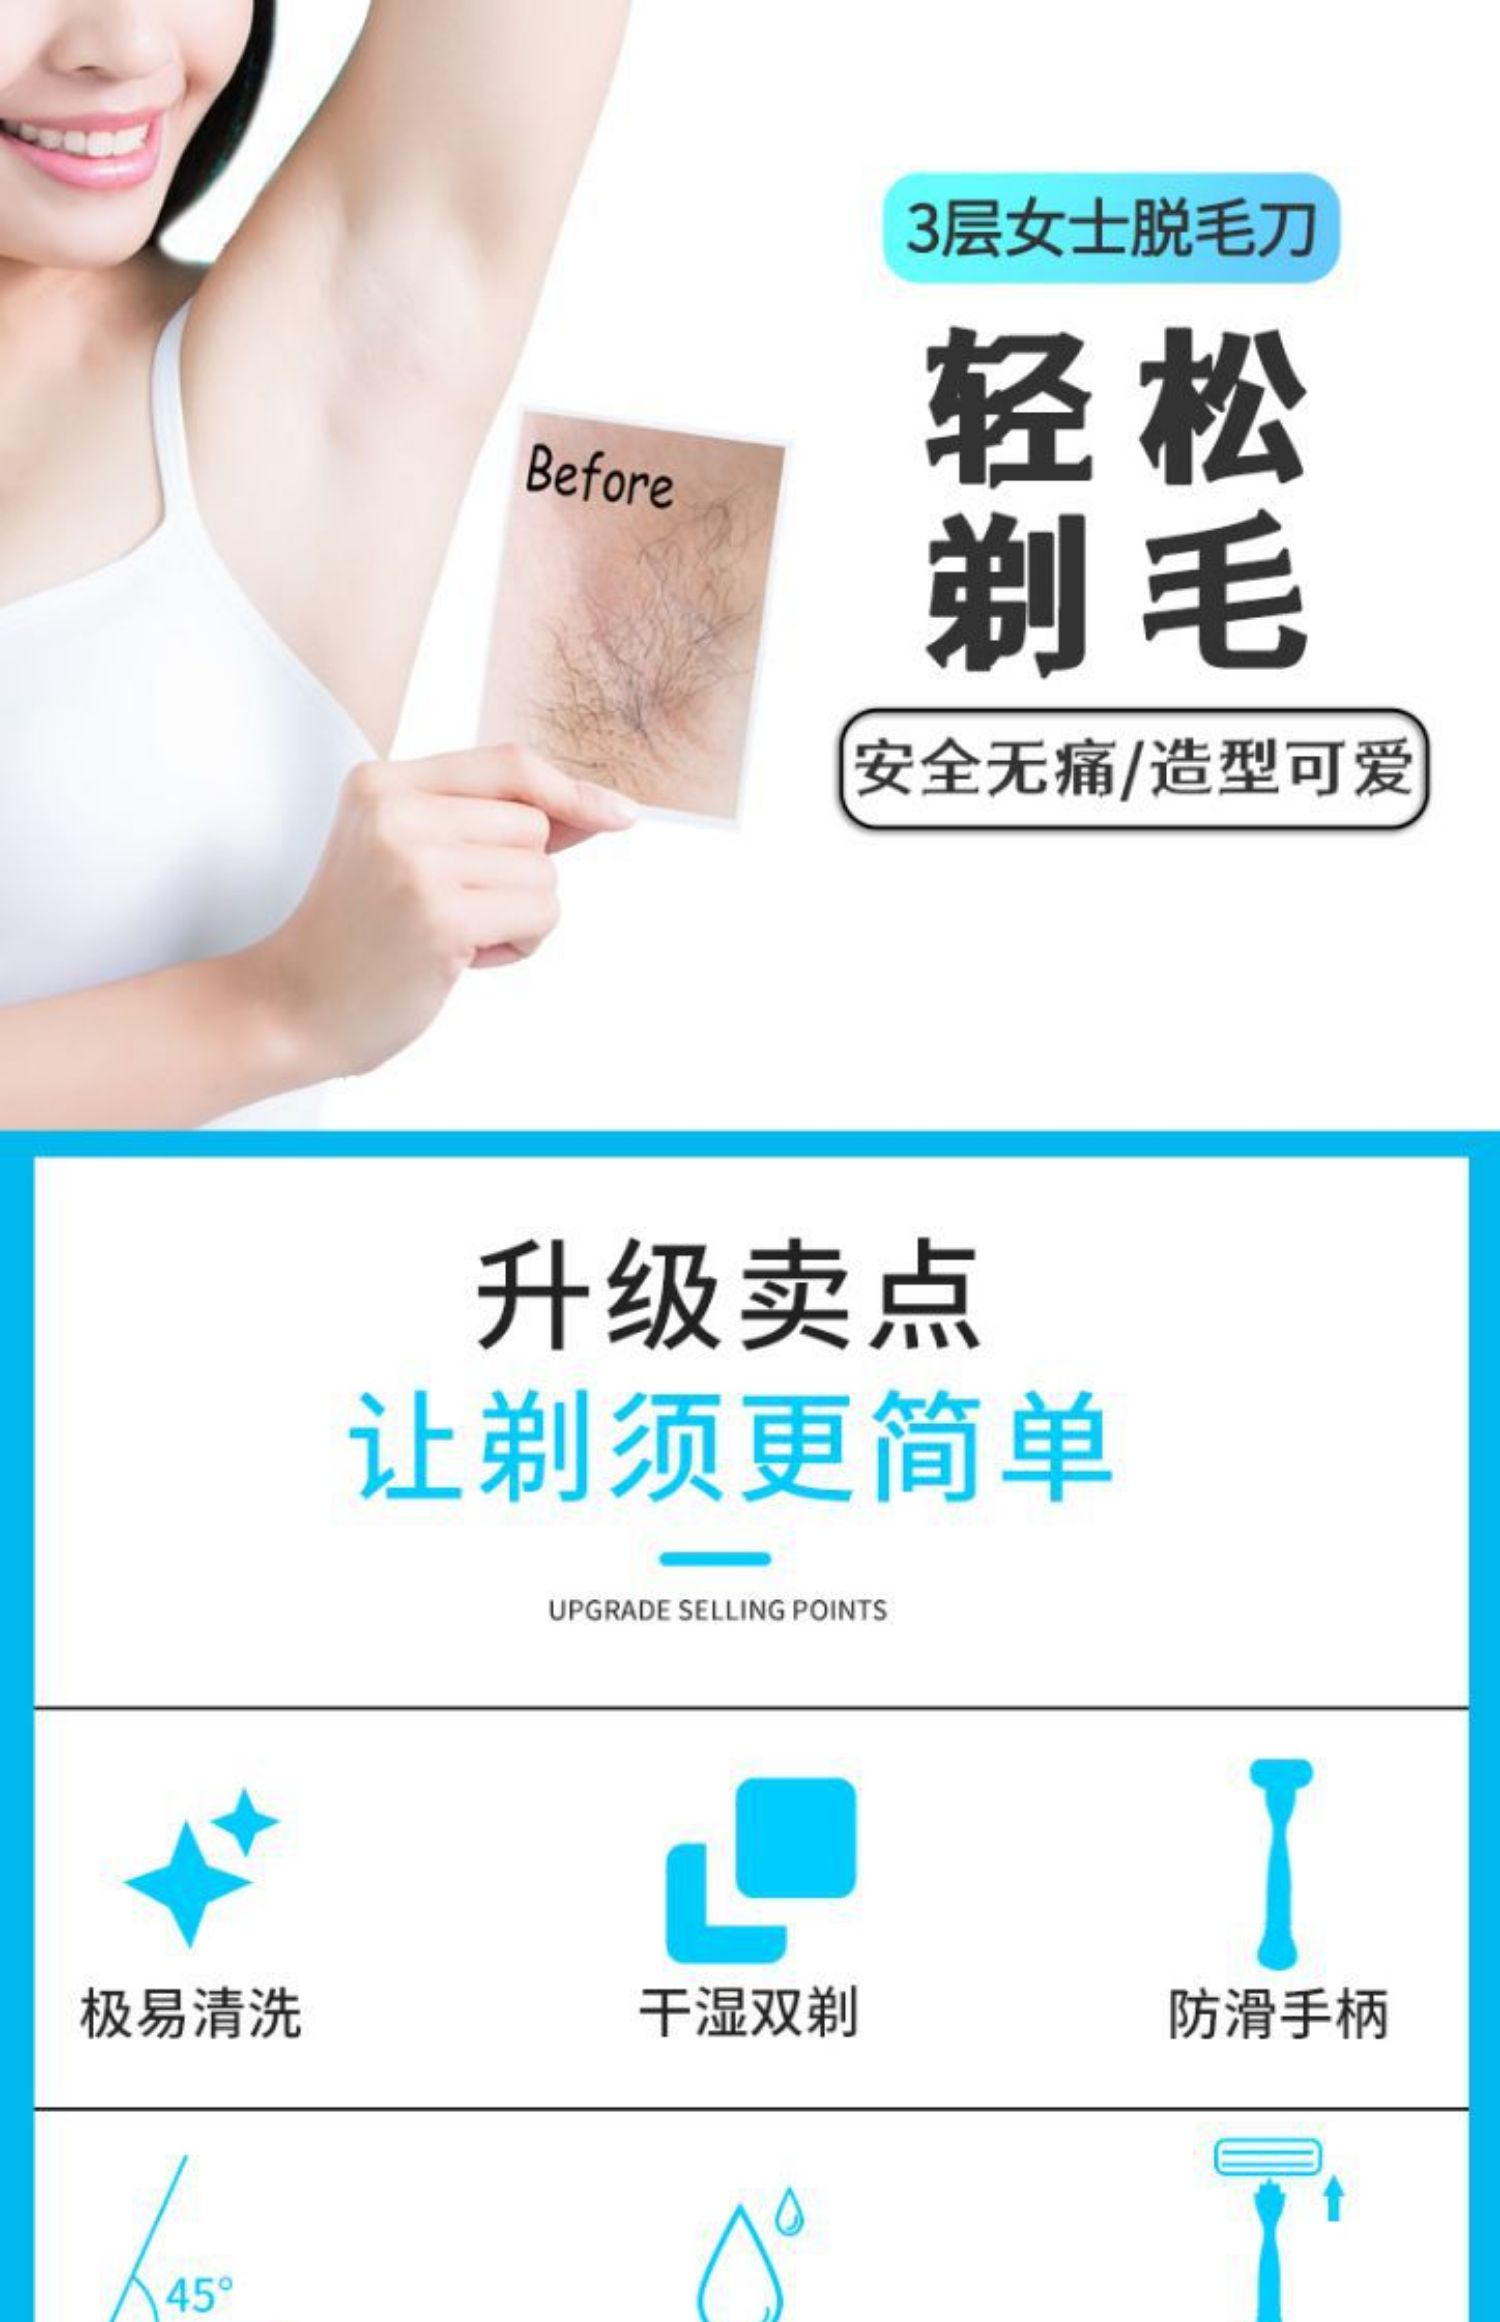 3层女士脱毛刀
轻松
剃毛
安全无痛/造型可爱
Before
升级卖点
让剃须更简单
UPGRADE SELLING POINTS
极易清洗
干湿双剃
防滑手柄
45°